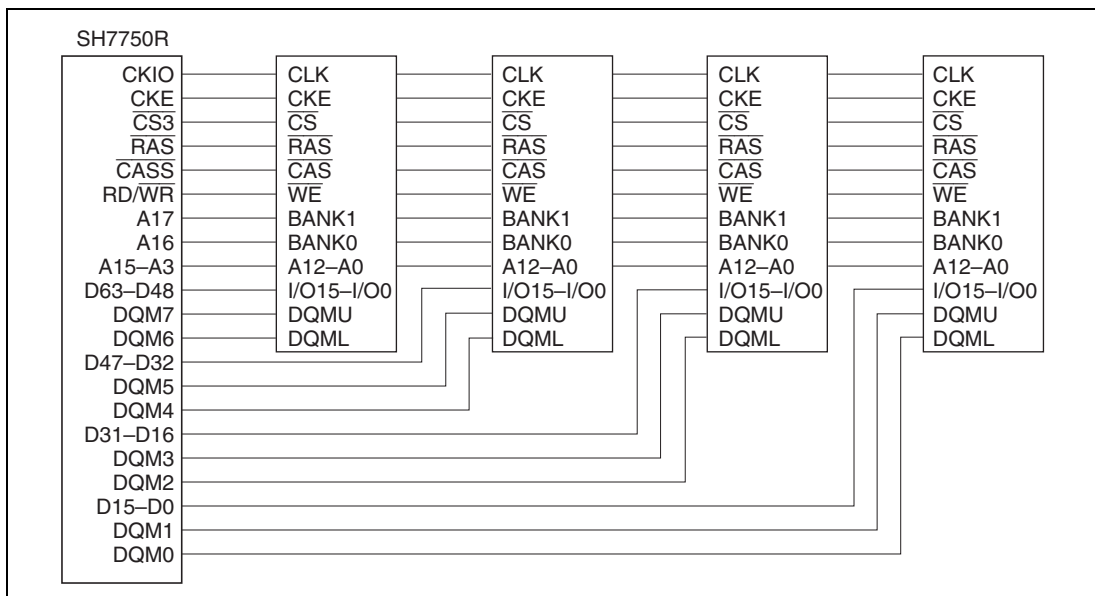 SH7750R
CKIO
CKE
CS3
RAS
CASS
RD/WR
A17
A16
A15–A3
D63–D48
DQM7
DQM6
D47–D32
DQM5
DQM4
D31–D16
DQM3
DQM2
D15–D0
DQM1
DQM0
CLK
CKE
CS
RAS
CAS
WE
BANK1
BANK0
A12–A0
I/O15–I/O0
DQMU
DQML
CLK
CKE
CS
RAS
CAS
WE
BANK1
BANK0
A12–A0
I/O15–I/O0
DQMU
DQML
CLK
CKE
CS
RAS
CAS
WE
BANK1
BANK0
A12–A0
I/O15–I/O0
DQMU
DQML
CLK
CKE
CS
RAS
CAS
WE
BANK1
BANK0
A12–A0
I/O15–I/O0
DQMU
DQML